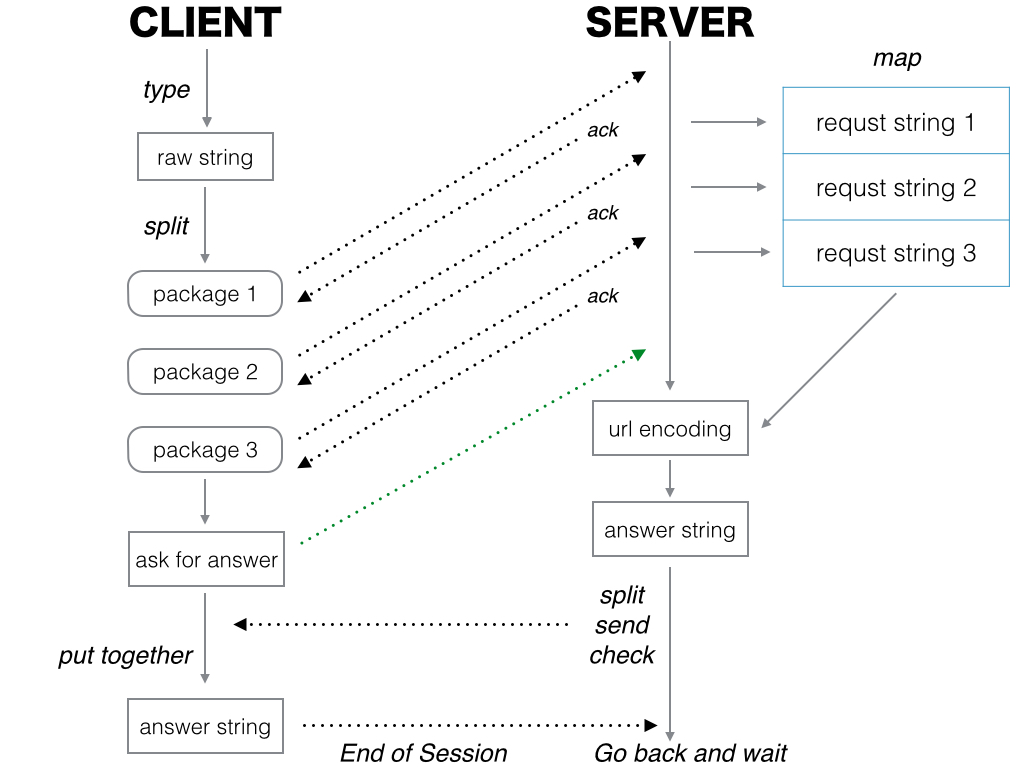 CLIENT
SERVER
map
type
requst string 1
ack
raw string
requst string 2
split
ack
requst string 3
package 1
ack
package 2
url encoding
package 3
answer string
ask for answer
split
send
check
put together
answer string
End of Session
Go back and wait